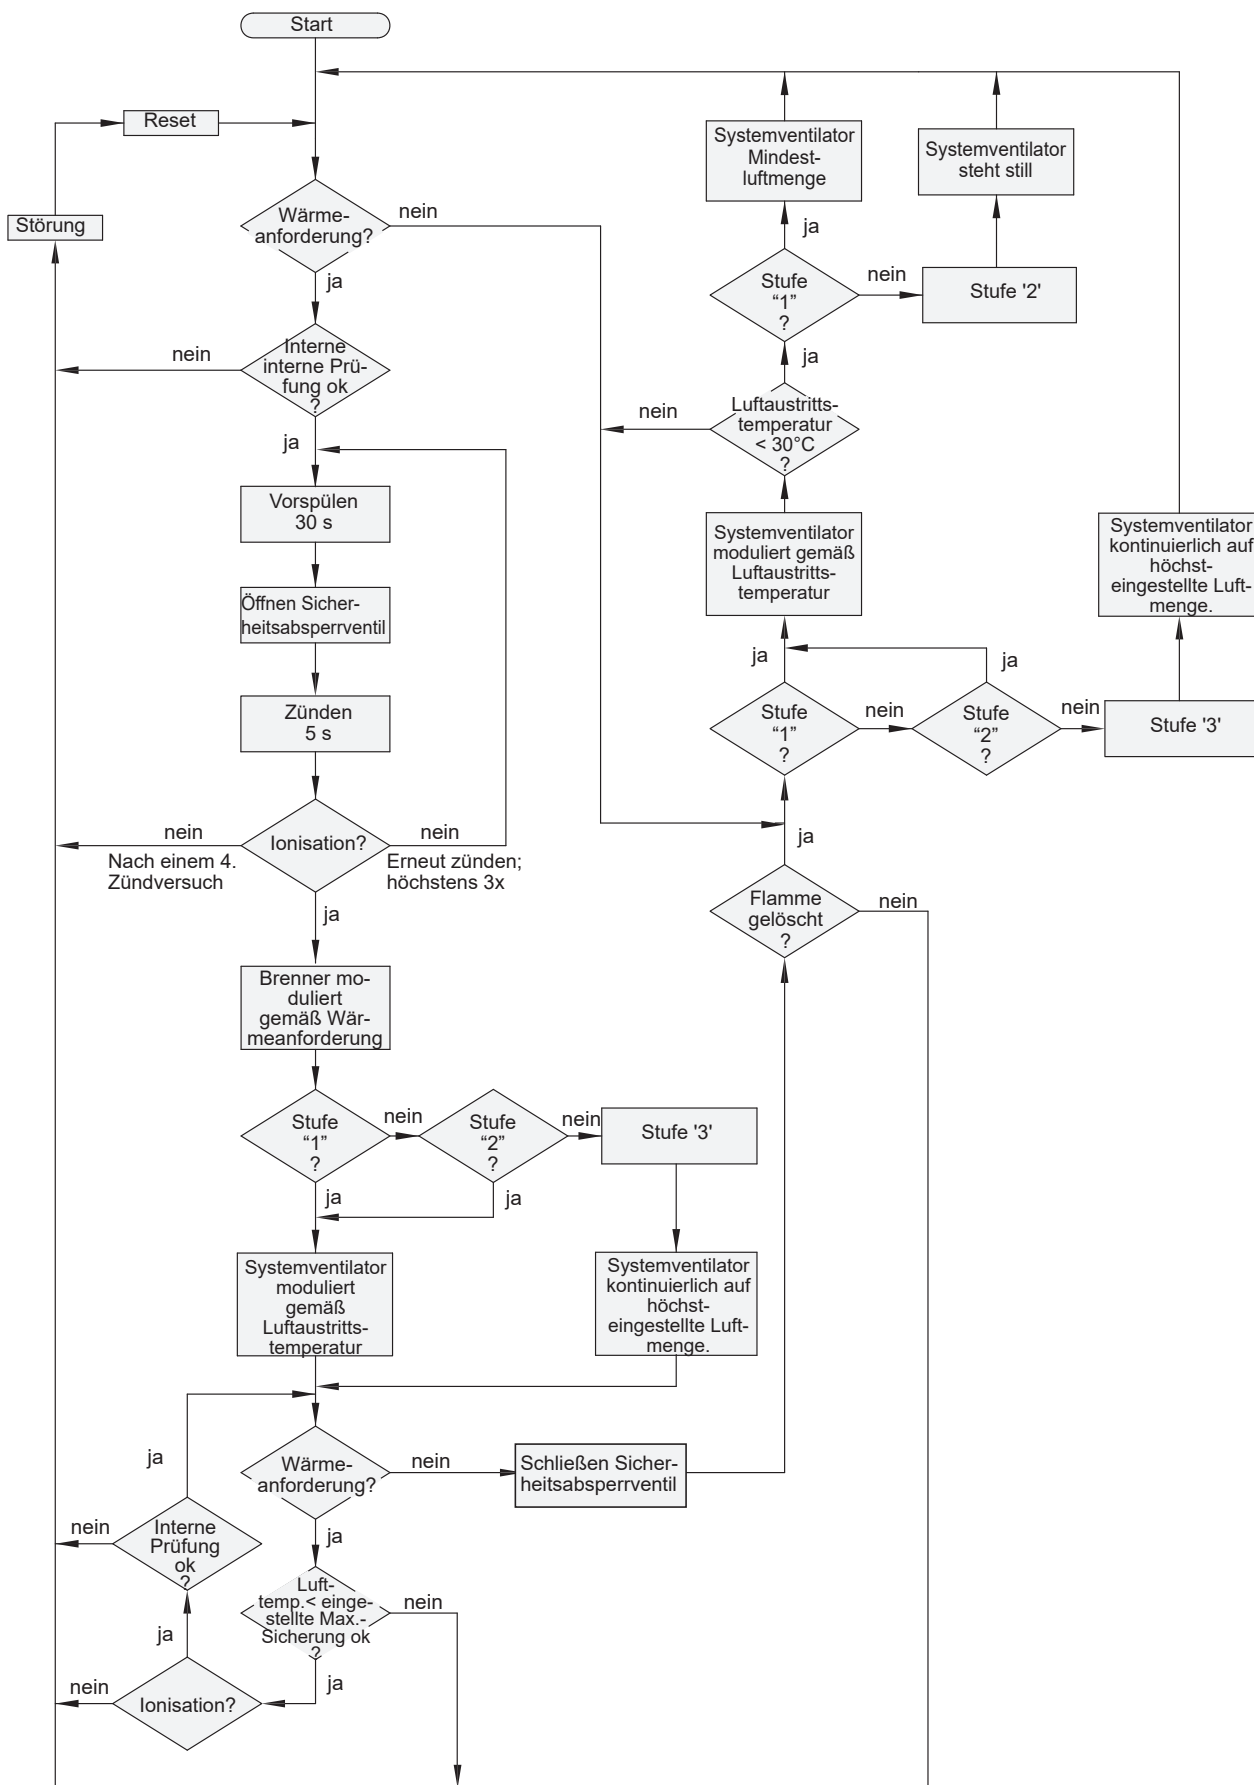 Start
Reset
Störung
Wärme-
anforderung?
nein
ja
Interne
interne Prü-
fung ok
?
nein
ja
Vorspülen
30 s
Öffnen Sicher-
heitsabsperrventil
Zünden
5 s
Ionisation?
nein
Nach einem 4.
Zündversuch
nein
Erneut zünden;
höchstens 3x
ja
Brenner mo-
duliert
gemäß Wär-
meanforderung
Stufe
“1”
?
nein
ja
Stufe
“2”
?
nein
ja
Stufe '3'
Systemventilator
moduliert
gemäß
Luftaustritts-
temperatur
Systemventilator
kontinuierlich auf
höchst-
eingestellte Luft-
menge.
Wärme-
anforderung?
nein
ja
Schließen Sicher-
heitsabsperrventil
Luft-
temp.< einge-
stellte Max.-
Sicherung ok
?
nein
ja
Ionisation?
nein
ja
Interne
Prüfung
ok
?
nein
ja
Flamme
gelöscht
?
nein
ja
Stufe
“1”
?
nein
ja
Stufe
“2”
?
nein
ja
Stufe '3'
Systemventilator
kontinuierlich auf
höchst-
eingestellte Luft-
menge.
Systemventilator
moduliert gemäß
Luftaustritts-
temperatur
Luftaustritts-
temperatur
< 30°C
?
nein
ja
Stufe
“1”
?
nein
ja
Stufe '2'
Systemventilator
Mindest-
luftmenge
Systemventilator
steht still